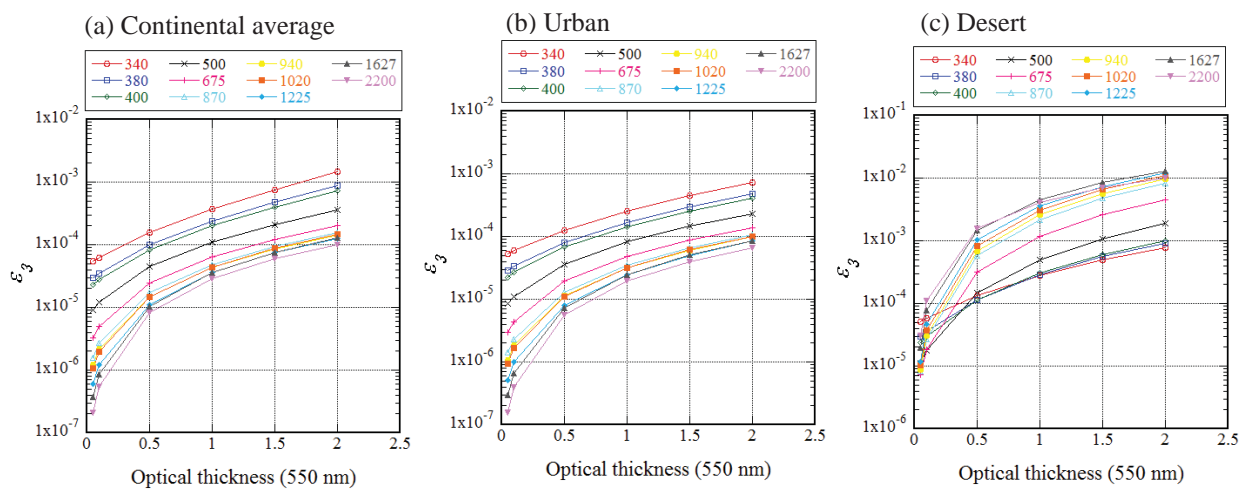 (a) Continental average
340 500 940 1627
380 675 1020 2200
400 870 1225
1x10⁻²
1x10⁻³
1x10⁻⁴
1x10⁻⁵
1x10⁻⁶
1x10⁻⁷
ε₃
0 0.5 1 1.5 2 2.5
Optical thickness (550 nm)
(b) Urban
340 500 940 1627
380 675 1020 2200
400 870 1225
1x10⁻²
1x10⁻³
1x10⁻⁴
1x10⁻⁵
1x10⁻⁶
1x10⁻⁷
ε₃
0 0.5 1 1.5 2 2.5
Optical thickness (550 nm)
(c) Desert
340 500 940 1627
380 675 1020 2200
400 870 1225
1x10⁻¹
1x10⁻²
1x10⁻³
1x10⁻⁴
1x10⁻⁵
1x10⁻⁶
ε₃
0 0.5 1 1.5 2 2.5
Optical thickness (550 nm)